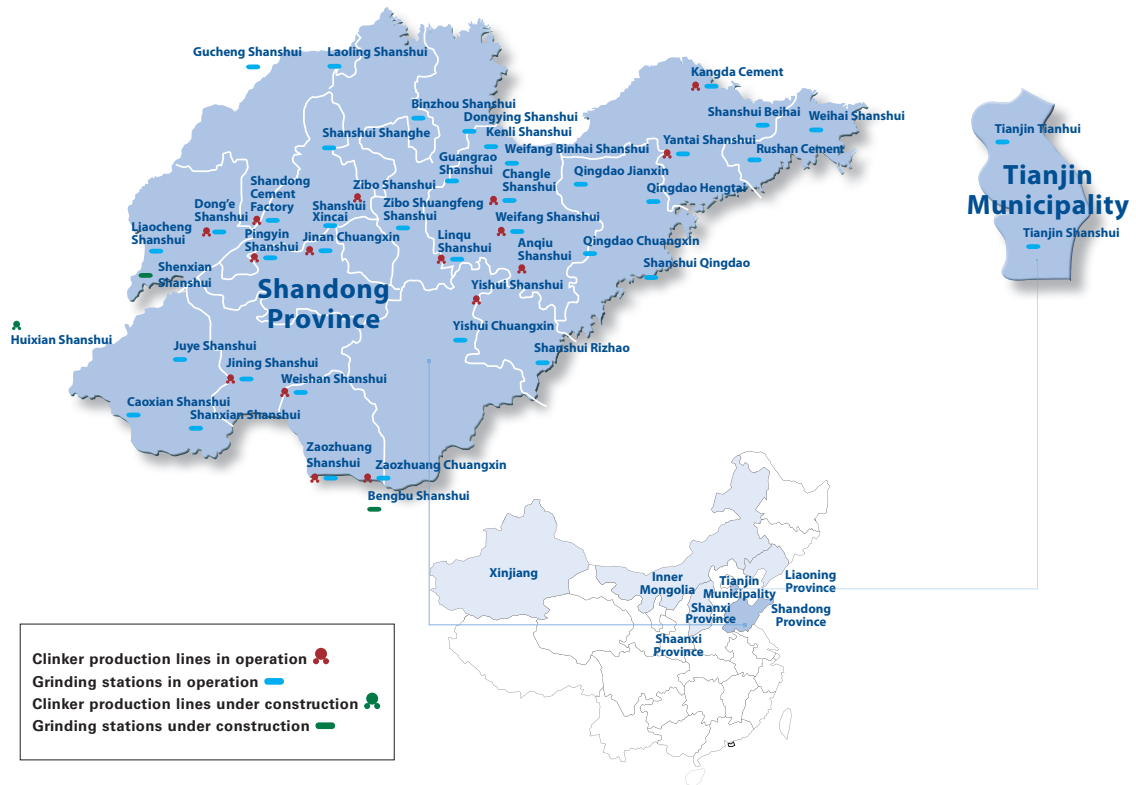 Gucheng Shanshui
Laoling Shanshui
Kangda Cement
Binzhou Shanshui
Dongying Shanshui
Shanshui Beihai
Weihai Shanshui
Shanshui Shanghe
Kenli Shanshui
Yantai Shanshui
Weifang Binhai Shanshui
Rushan Cement
Guangrao
Shanshui
Changle
Shanshui
Qingdao Jianxin
Qingdao Hengtai
Shandong
Cement
Factory
Zibo Shanshui
Zibo Shuangfeng
Shanshui
Dong'e
Shanshui
Shanshui
Xincai
Weifang Shanshui
Liaocheng
Shanshui
Pingyin
Shanshui
Jinan Chuangxin
Linqu
Shanshui
Anqiu
Shanshui
Qingdao Chuangxin
Shanshui Qingdao
Shenxian
Shanshui
Yishui Shanshui
Shandong
Province
Huixian Shanshui
Yishui Chuangxin
Juye Shanshui
Shanshui Rizhao
Jining Shanshui
Weishan Shanshui
Caoxian Shanshui
Shanxian Shanshui
Zaozhuang
Shanshui
Zaozhuang Chuangxin
Bengbu Shanshui
Tianjin Tianhui
Tianjin
Municipality
Tianjin Shanshui
Xinjiang
Inner
Mongolia
Tianjin
Municipality
Liaoning
Province
Shanxi
Province
Shandong
Province
Shaanxi
Province
Clinker production lines in operation
Grinding stations in operation
Clinker production lines under construction
Grinding stations under construction